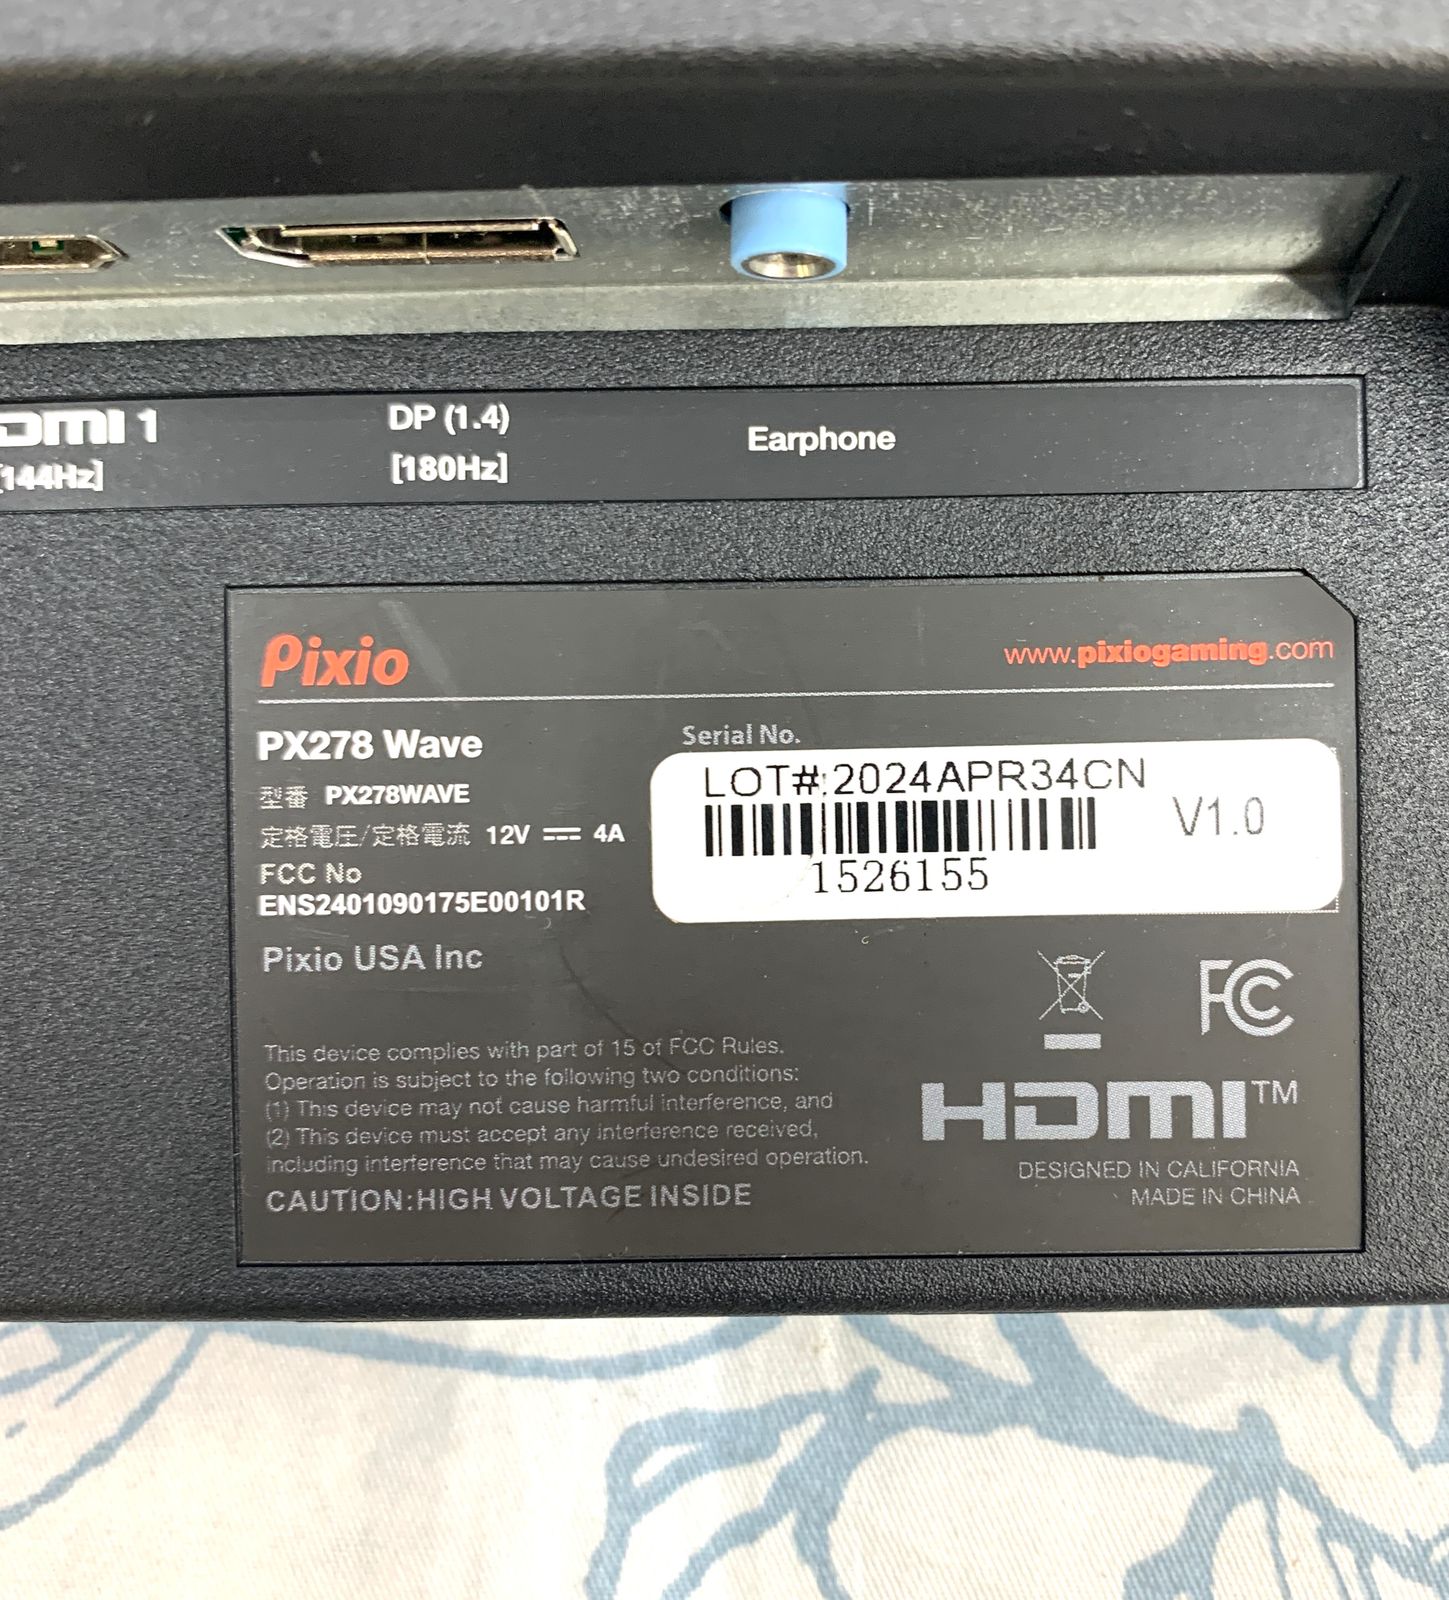 HDMI 1
[144Hz]
DP (1.4)
[180Hz]
Earphone
Pixio
www.pixiogaming.com
PX278 Wave
型番 PX278WAVE
定格電圧/定格電流 12V ⎓ 4A
FCC No
ENS2401090175E00101R
Pixio USA Inc
Serial No.
LOT#:2024APR34CN
V1.0
1526155
This device complies with part of 15 of FCC Rules.
Operation is subject to the following two conditions:
(1) This device may not cause harmful interference, and
(2) This device must accept any interference received,
including interference that may cause undesired operation.
CAUTION:HIGH VOLTAGE INSIDE
FC
HDMI™
DESIGNED IN CALIFORNIA
MADE IN CHINA